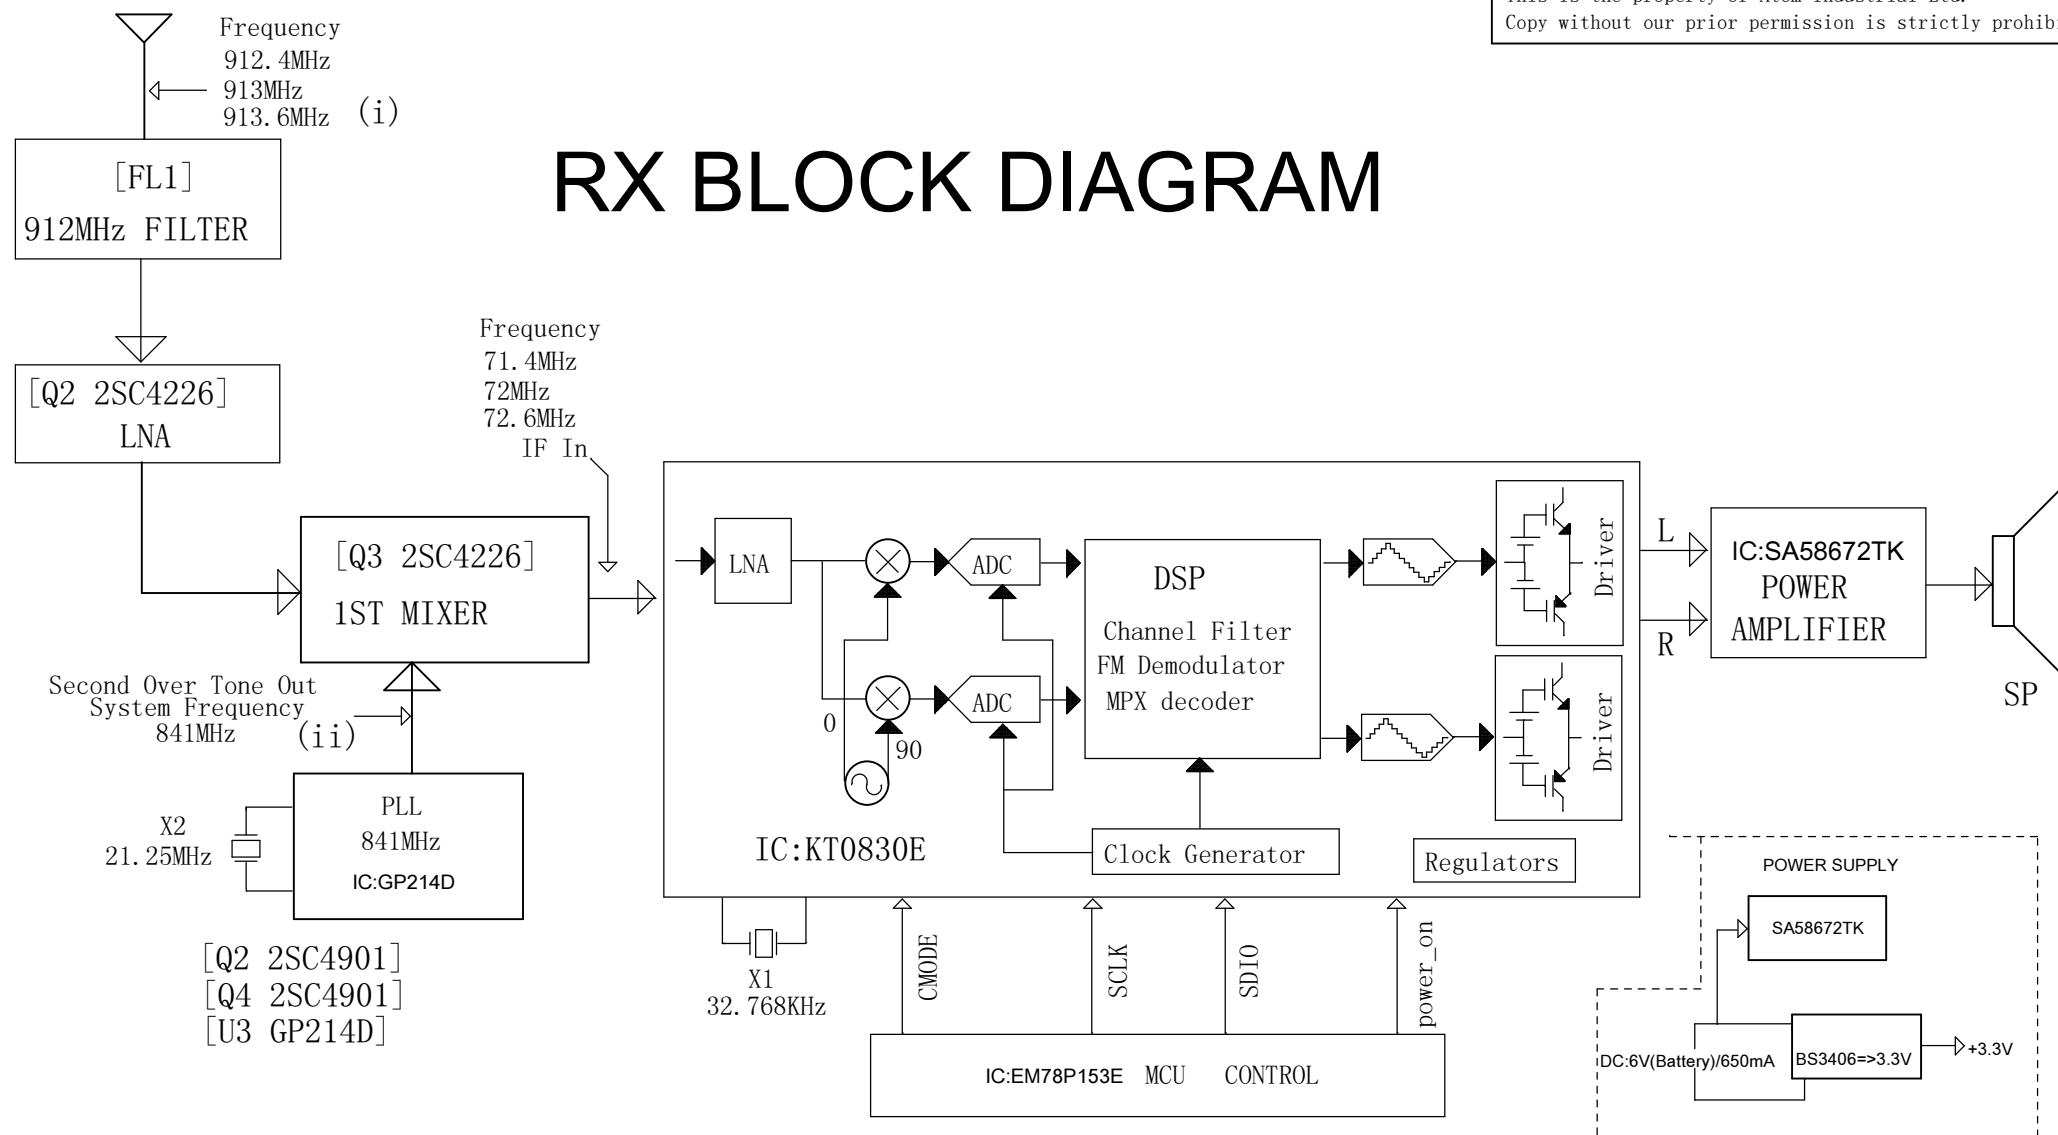 This is the property of Atom Industrial Ltd.
Copy without our prior permission is strictly
RX BLOCK DIAGRAM
Frequency
912.4MHz
913MHz
913.6MHz (i)
[FL1]
912MHz FILTER
[Q2 2SC4226]
LNA
Frequency
71.4MHz
72MHz
72.6MHz
IF In
[Q3 2SC4226]
1ST MIXER
Second Over Tone Out
System Frequency
841MHz (ii)
PLL
841MHz
IC:GP214D
X2
21.25MHz
[Q2 2SC4901]
[Q4 2SC4901]
[U3 GP214D]
LNA
ADC
ADC
0
90
DSP
Channel Filter
FM Demodulator
MPX decoder
Driver
Driver
IC:KT0830E
Clock Generator
Regulators
L
R
IC:SA58672TK
POWER
AMPLIFIER
SP
X1
32.768KHz
CMODE
SCLK
SDIO
power_on
IC:EM78P153E MCU CONTROL
POWER SUPPLY
SA58672TK
DC:6V(Battery)/650mA
BS3406=>3.3V
+3.3V